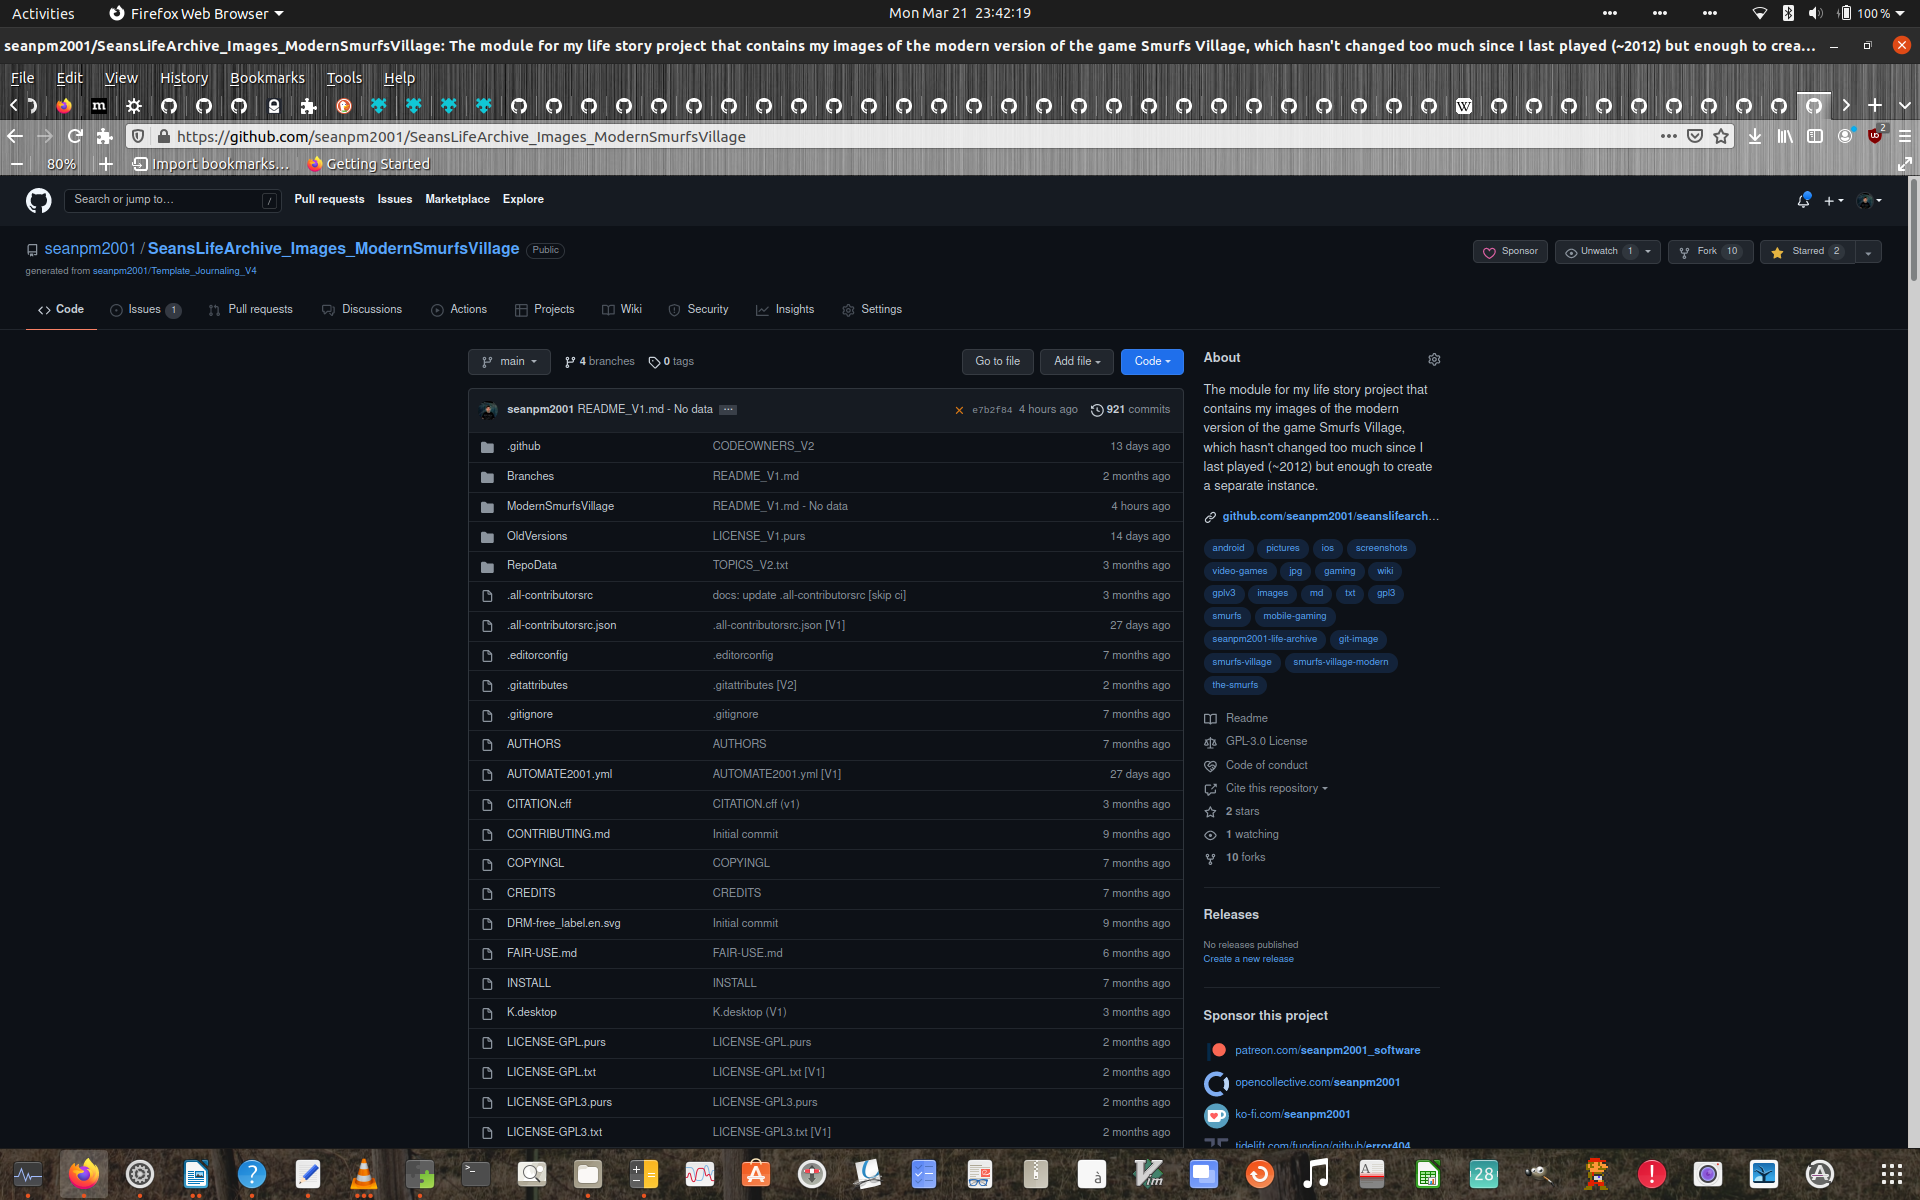 Activities Firefox Web Browser Mon Mar 21 23:42:19 100 %
seanpm2001/SeansLifeArchive_Images_ModernSmurfsVillage: The module for my life story project that contains my images of the modern version of the game Smurfs Village, which hasn't changed too much since I last played (~2012) but enough to crea…
File Edit View History Bookmarks Tools Help
https://github.com/seanpm2001/SeansLifeArchive_Images_ModernSmurfsVillage 2
80% Import bookmarks… Getting Started
Search or jump to… / Pull requests Issues Marketplace Explore
seanpm2001 / SeansLifeArchive_Images_ModernSmurfsVillage Public Sponsor Unwatch 1 Fork 10 Starred 2
generated from seanpm2001/Template_Journaling_V4
Code Issues 1 Pull requests Discussions Actions Projects Wiki Security Insights Settings
main 4 branches 0 tags Go to file Add file Code
seanpm2001 README_V1.md - No data e7b2f84 4 hours ago 921 commits
.github CODEOWNERS_V2 13 days ago
Branches README_V1.md 2 months ago
ModernSmurfsVillage README_V1.md - No data 4 hours ago
OldVersions LICENSE_V1.purs 14 days ago
RepoData TOPICS_V2.txt 3 months ago
.all-contributorsrc docs: update .all-contributorsrc [skip ci] 3 months ago
.all-contributorsrc.json .all-contributorsrc.json [V1] 27 days ago
.editorconfig .editorconfig 7 months ago
.gitattributes .gitattributes [V2] 2 months ago
.gitignore .gitignore 7 months ago
AUTHORS AUTHORS 7 months ago
AUTOMATE2001.yml AUTOMATE2001.yml [V1] 27 days ago
CITATION.cff CITATION.cff (v1) 3 months ago
CONTRIBUTING.md Initial commit 9 months ago
COPYINGL COPYINGL 7 months ago
CREDITS CREDITS 7 months ago
DRM-free_label.en.svg Initial commit 9 months ago
FAIR-USE.md FAIR-USE.md 6 months ago
INSTALL INSTALL 7 months ago
K.desktop K.desktop (V1) 3 months ago
LICENSE-GPL.purs LICENSE-GPL.purs 2 months ago
LICENSE-GPL.txt LICENSE-GPL.txt [V1] 2 months ago
LICENSE-GPL3.purs LICENSE-GPL3.purs 2 months ago
LICENSE-GPL3.txt LICENSE-GPL3.txt [V1] 2 months ago
About
The module for my life story project that
contains my images of the modern
version of the game Smurfs Village,
which hasn't changed too much since I
last played (~2012) but enough to create
a separate instance.
github.com/seanpm2001/seanslifearch…
android pictures ios screenshots
video-games jpg gaming wiki
gplv3 images md txt gpl3
smurfs mobile-gaming
seanpm2001-life-archive git-image
smurfs-village smurfs-village-modern
the-smurfs
Readme
GPL-3.0 License
Code of conduct
Cite this repository
2 stars
1 watching
10 forks
Releases
No releases published
Create a new release
Sponsor this project
patreon.com/seanpm2001_software
opencollective.com/seanpm2001
ko-fi.com/seanpm2001
tidelift.com/funding/github/error404
Vim 28